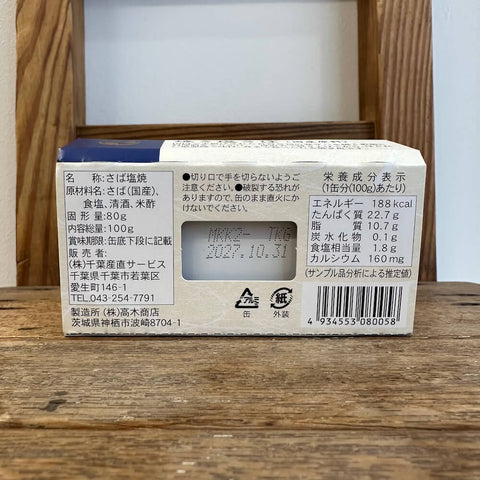 名　　称:さば塩焼
原材料名:さば(国産)、
食塩、清酒、米酢
固 形 量:80g
内容総量:100g
賞味期限:缶底下段に記載
販 売 者:
(株)千葉産直サービス
千葉県千葉市若葉区
愛生町146-1
TEL.043-254-7791
製造所 (株)高木商店
茨城県神栖市波崎8704-1
●切り口で手を切らないようご
注意ください。●破裂する恐れが
ありますので、缶のまま直火にか
けないでください。
MKK2- TKG
2027.10.31
アルミ
缶
紙
外装
栄養成分表示
(1缶分(100g)あたり)
エネルギー 188kcal
たんぱく質 22.7g
脂　　質 10.7g
炭水化物 0.1g
食塩相当量 1.8g
カルシウム 160mg
(サンプル品分析による推定値)
4 934553 080058